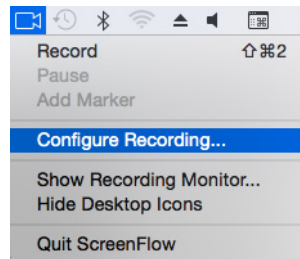 Record ⇧⌘2
Pause
Add Marker
Configure Recording...
Show Recording Monitor...
Hide Desktop Icons
Quit ScreenFlow